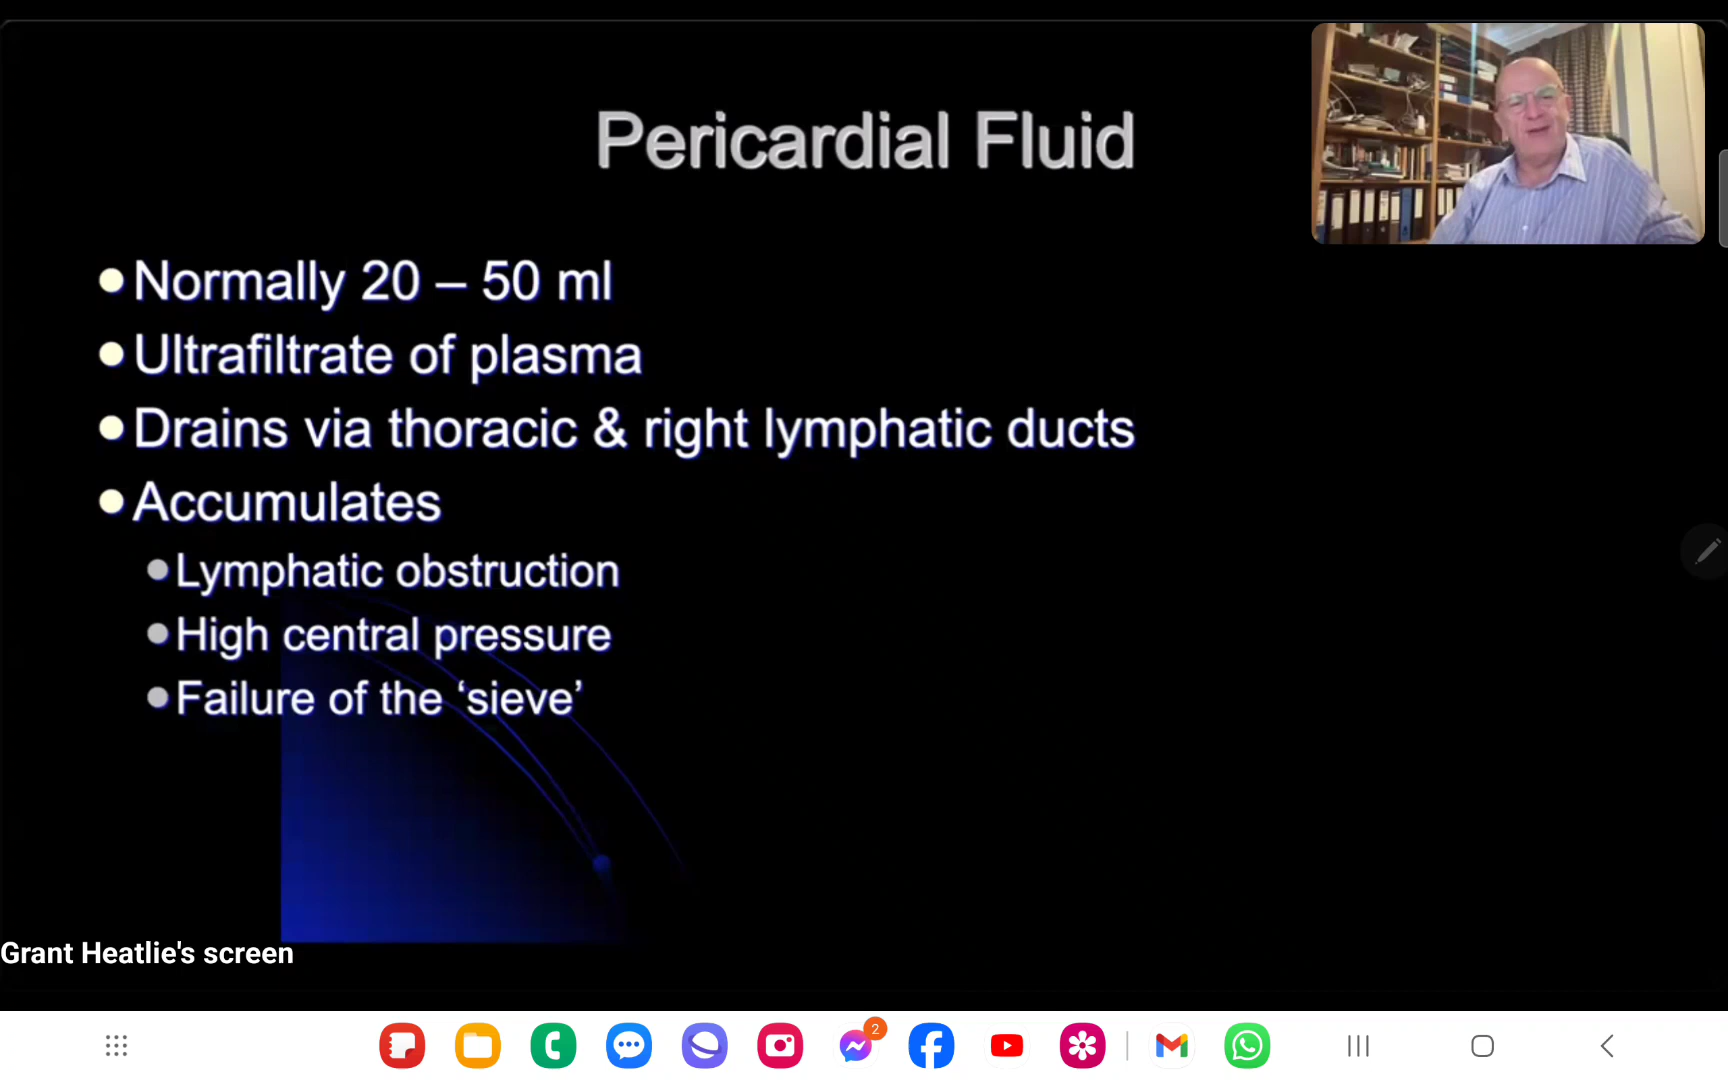 Pericardial Fluid
Normally 20 – 50 ml
Ultrafiltrate of plasma
Drains via thoracic & right lymphatic ducts
Accumulates
Lymphatic obstruction
High central pressure
Failure of the ‘sieve’
Grant Heatlie's screen
2